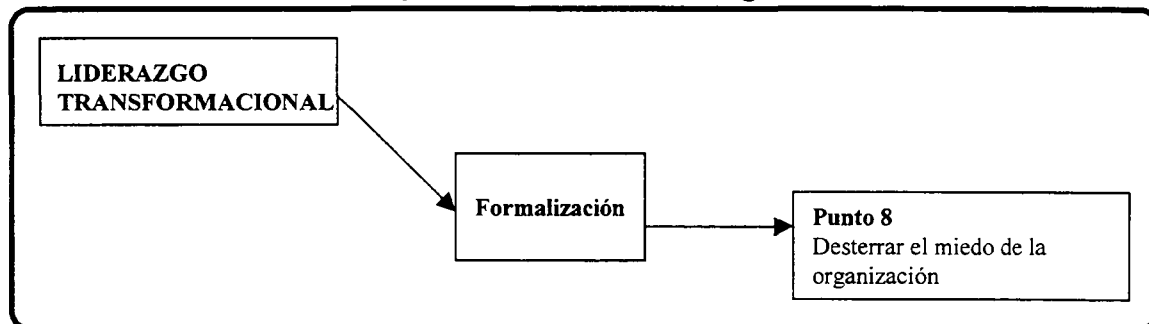 LIDERAZGO
TRANSFORMACIONAL
Formalización
Punto 8
Desterrar el miedo de la
organización